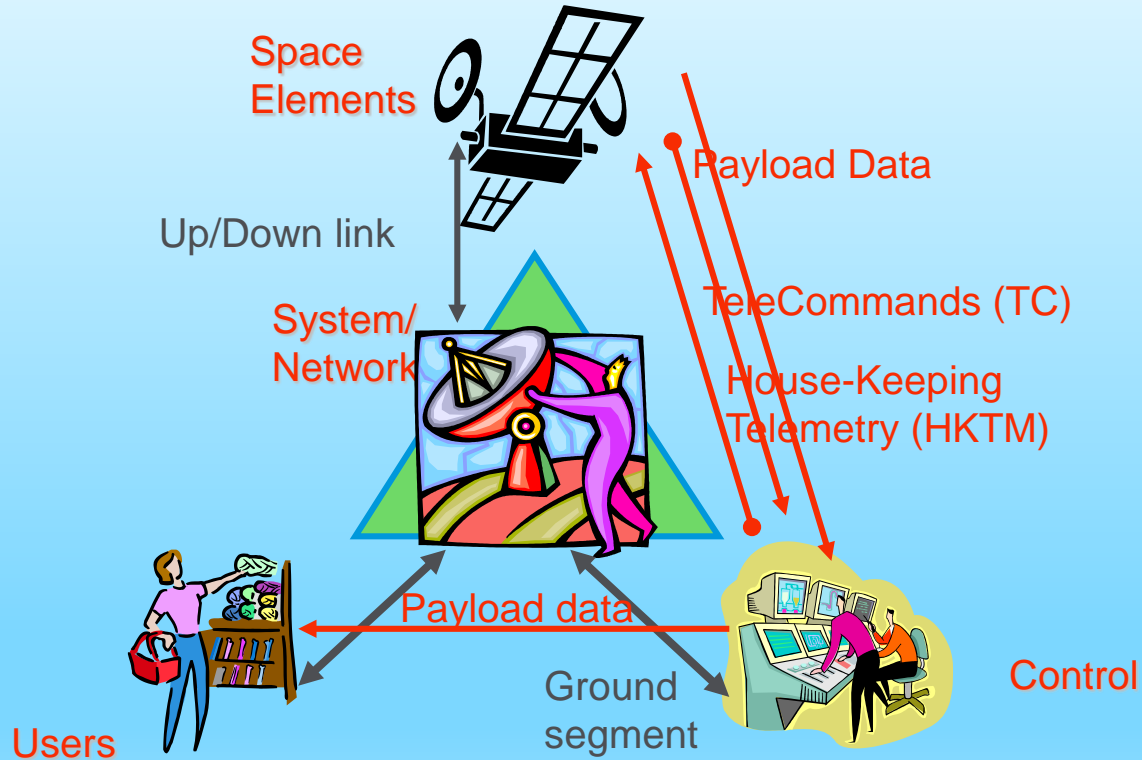 Space
Elements
Payload Data
Up/Down link
TeleCommands (TC)
System/
Network
House-Keeping
Telemetry (HKTM)
Payload data
Ground
segment
Control
Users